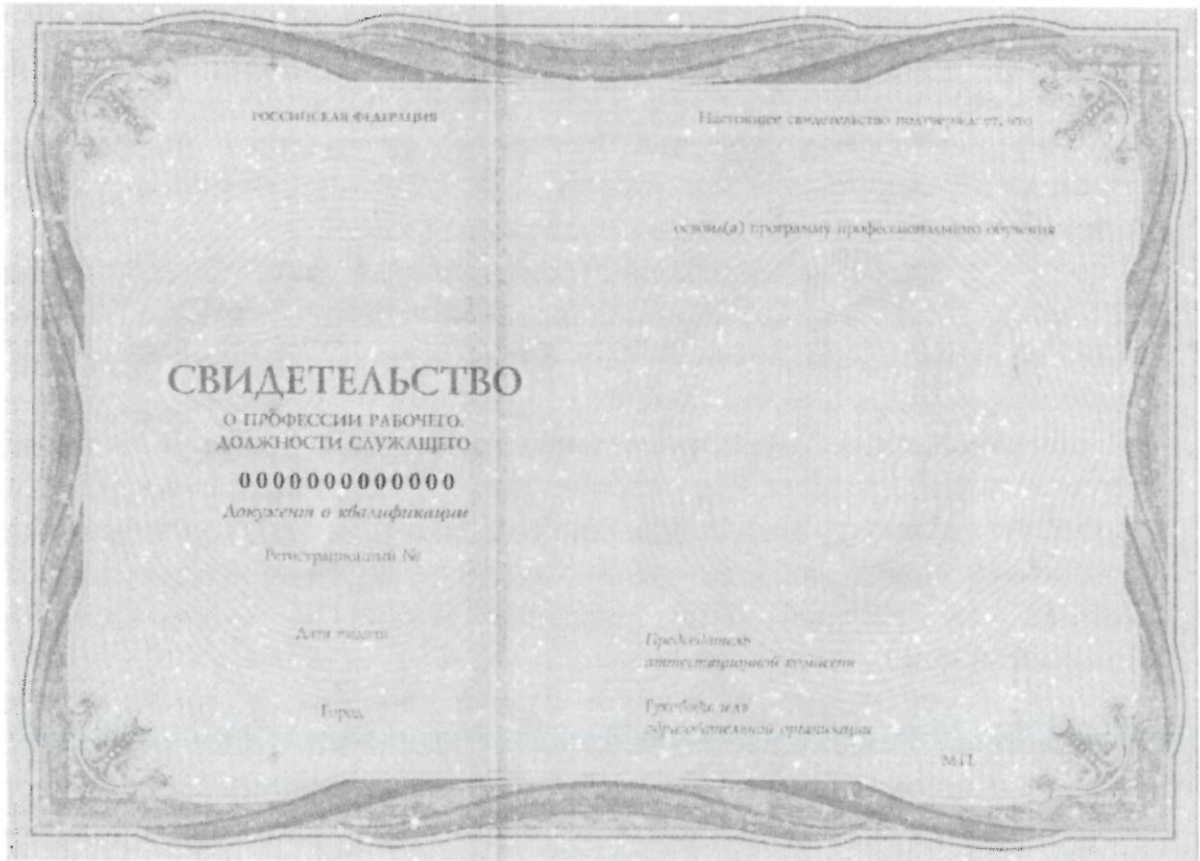 РОССИЙСКАЯ ФЕДЕРАЦИЯ
СВИДЕТЕЛЬСТВО
О ПРОФЕССИИ РАБОЧЕГО,
ДОЛЖНОСТИ СЛУЖАЩЕГО
0000000000000
Документ о квалификации
Регистрационный №
Дата выдачи
Город
Настоящее свидетельство подтверждает, что
освоил(а) программу профессионального обучения
Председатель
аттестационной комиссии
Руководитель
образовательной организации
М.П.